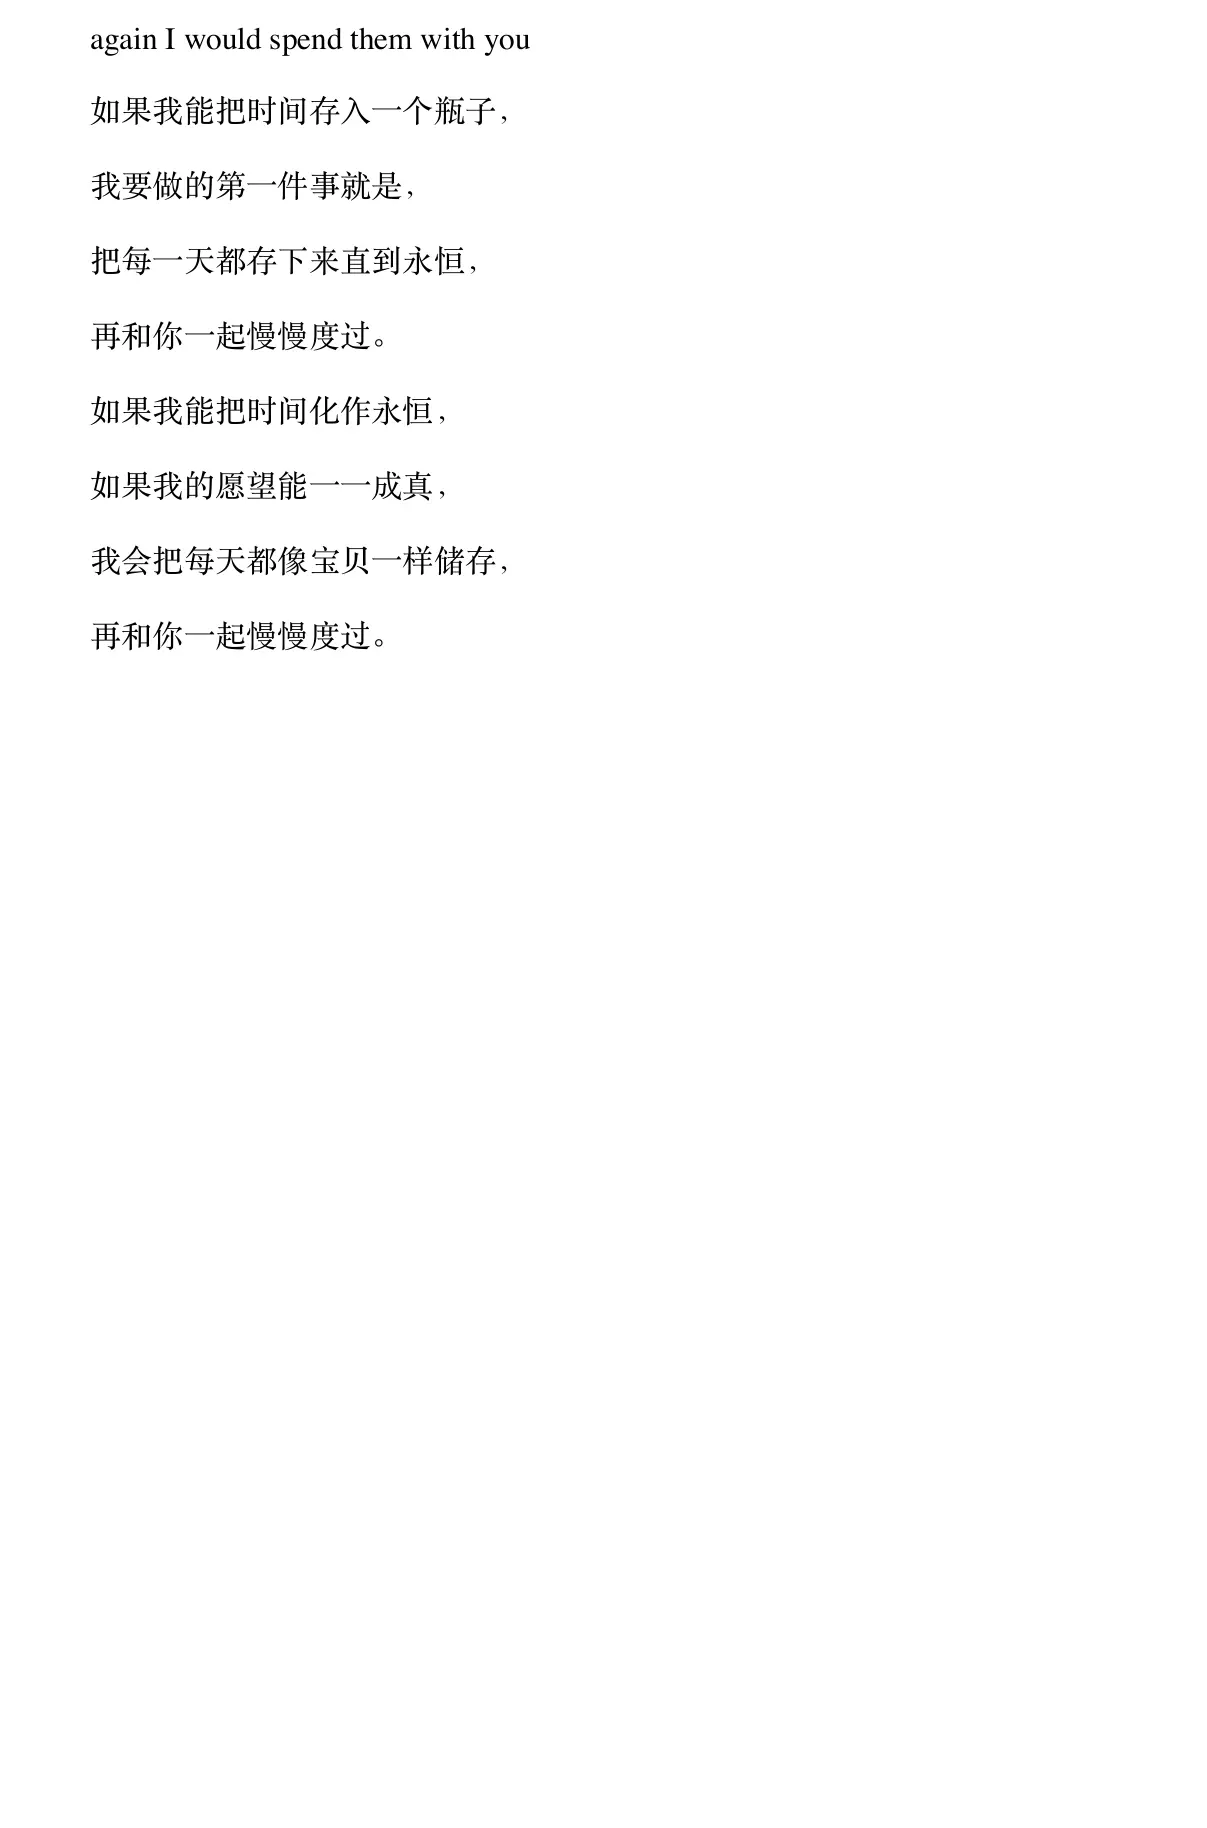 again I would spend them with you
如果我能把时间存入一个瓶子，
我要做的第一件事就是，
把每一天都存下来直到永恒，
再和你一起慢慢度过。
如果我能把时间化作永恒，
如果我的愿望能一一成真，
我会把每天都像宝贝一样储存，
再和你一起慢慢度过。